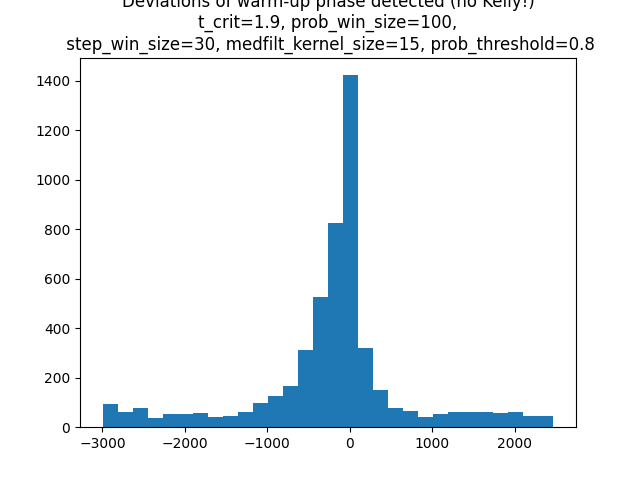 Deviations of warm-up phase detected (no Kelly!)
t_crit=1.9, prob_win_size=100,
step_win_size=30, medfilt_kernel_size=15, prob_threshold=0.8
1400
1200
1000
800
600
400
200
0
−3000 −2000 −1000 0 1000 2000